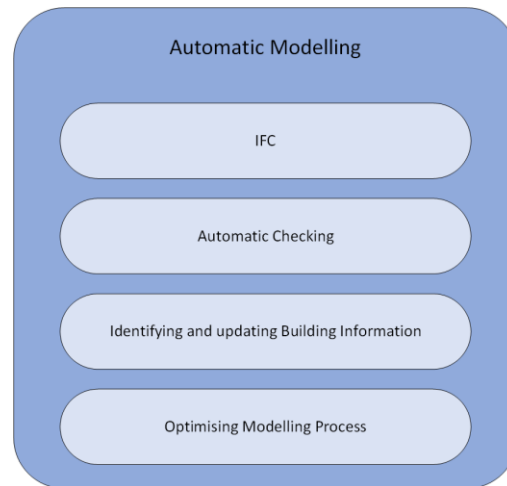 Automatic Modelling
IFC
Automatic Checking
Identifying and updating Building Information
Optimising Modelling Process